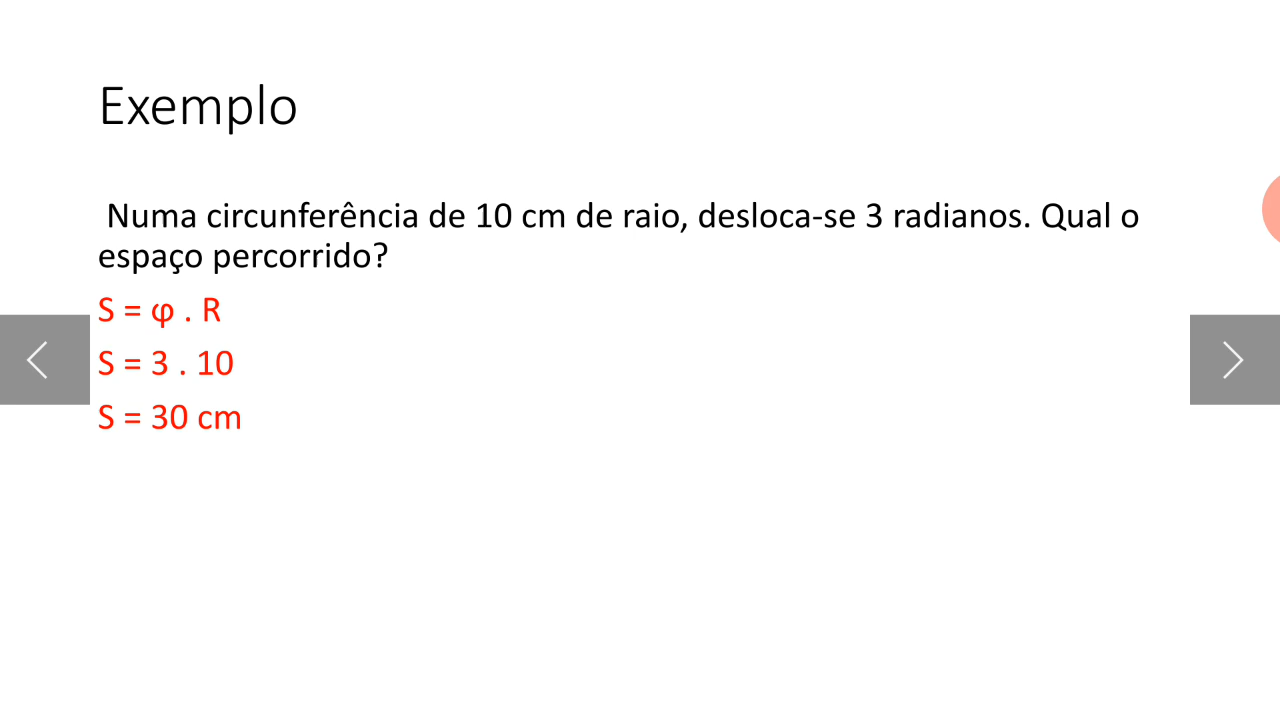 Exemplo
Numa circunferência de 10 cm de raio, desloca-se 3 radianos. Qual o
espaço percorrido?
S = φ . R
S = 3 . 10
S = 30 cm